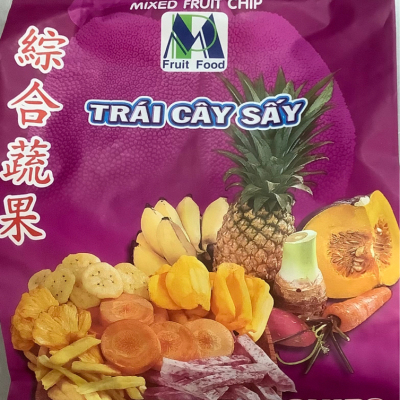 MIXED FRUIT CHIP
Fruit Food
TRÁI CÂY SẤY
綜合蔬果